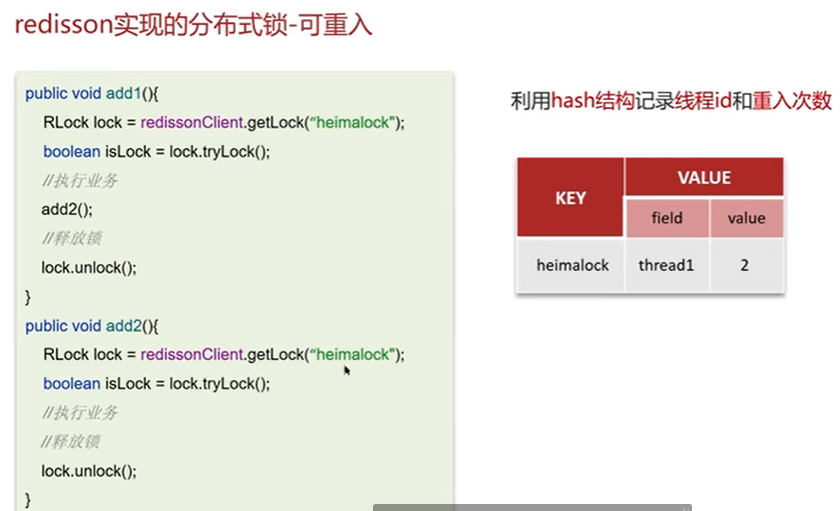 redisson实现的分布式锁-可重入
public void add1(){
RLock lock = redissonClient.getLock(“heimalock");
boolean isLock = lock.tryLock();
//执行业务
add2();
//释放锁
lock.unlock();
}
public void add2(){
RLock lock = redissonClient.getLock(“heimalock");
boolean isLock = lock.tryLock();
//执行业务
//释放锁
lock.unlock();
}
利用hash结构记录线程id和重入次数
KEY VALUE
field value
heimalock thread1 2